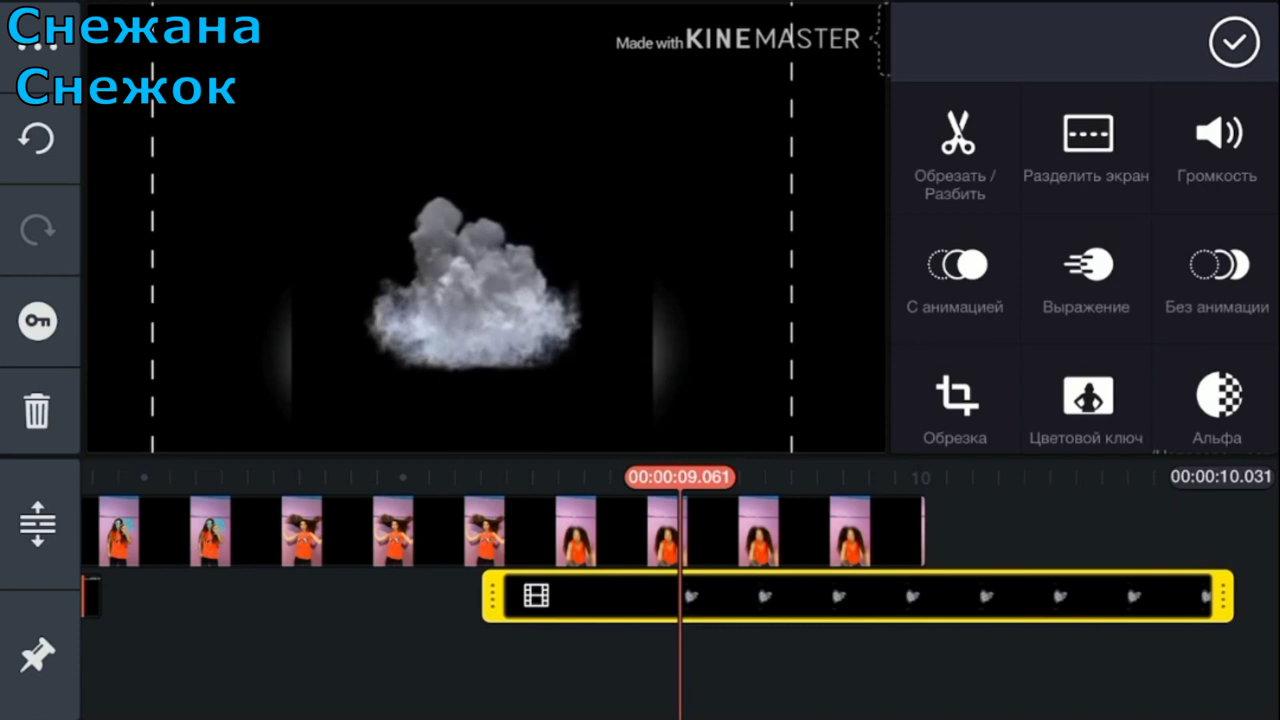 Снежана
Снежок
Made with KINEMASTER
Обрезать /
Разбить
Разделить экран
Громкость
С анимацией
Выражение
Без анимации
Обрезка
Цветовой ключ
Альфа
00:00:09.061
10
00:00:10.031